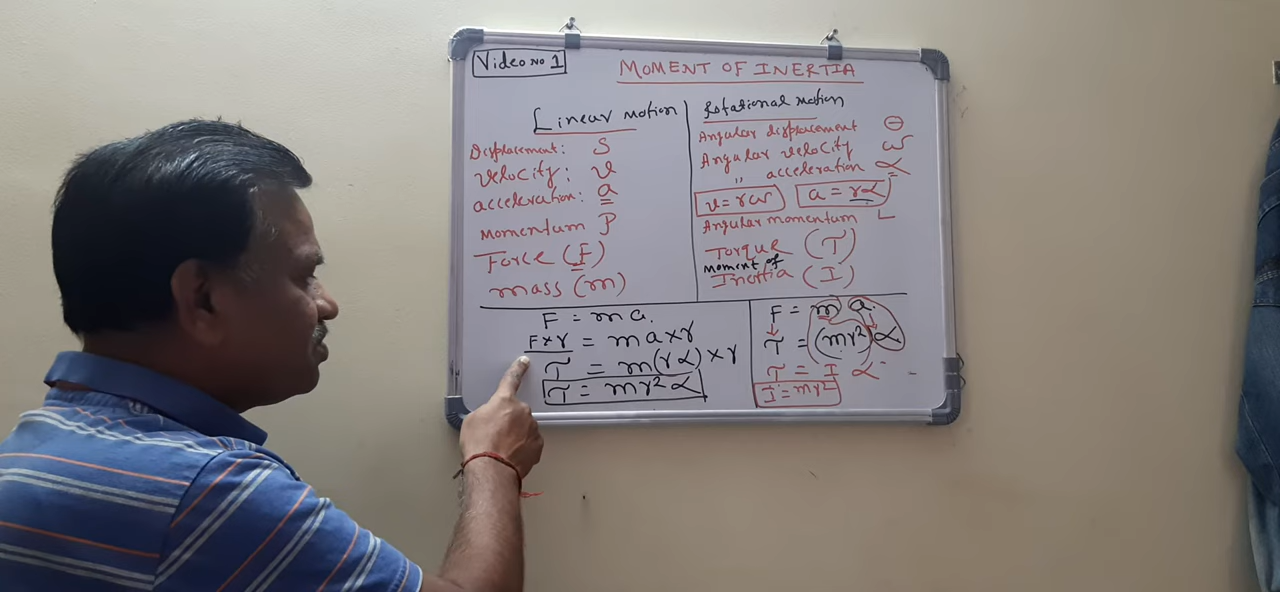 Video No 1
MOMENT OF INERTIA
Linear motion
Displacement: S
Velocity: v
acceleration: a
Momentum P
Force (F)
mass (m)
Rotational Motion
Angular displacement θ
Angular velocity ω
" acceleration α
v = rω a = rα
Angular momentum L
Torque (τ)
moment of
Inertia (I)
F = ma.
F×r = ma×r
τ = m(rα)×r
τ = mr²α
F = m a.
τ = (mr²)α
τ = I α
I = mr²